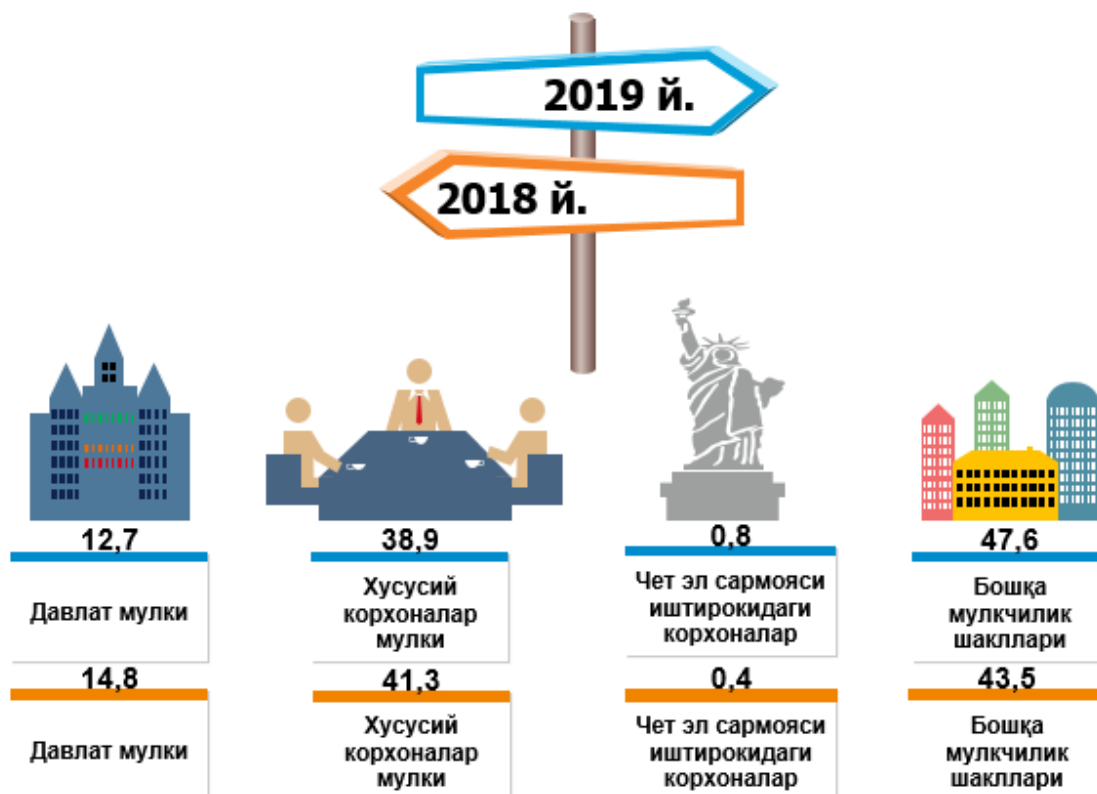 2019 й.
2018 й.
12,7
Давлат мулки
38,9
Хусусий
корхоналар
мулки
0,8
Чет эл сармояси
иштирокидаги
корхоналар
47,6
Бошқа
мулкчилик
шакллари
14,8
Давлат мулки
41,3
Хусусий
корхоналар
мулки
0,4
Чет эл сармояси
иштирокидаги
корхоналар
43,5
Бошқа
мулкчилик
шакллари